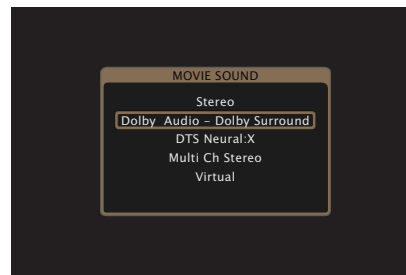 MOVIE SOUND
Stereo
Dolby Audio – Dolby Surround
DTS Neural:X
Multi Ch Stereo
Virtual